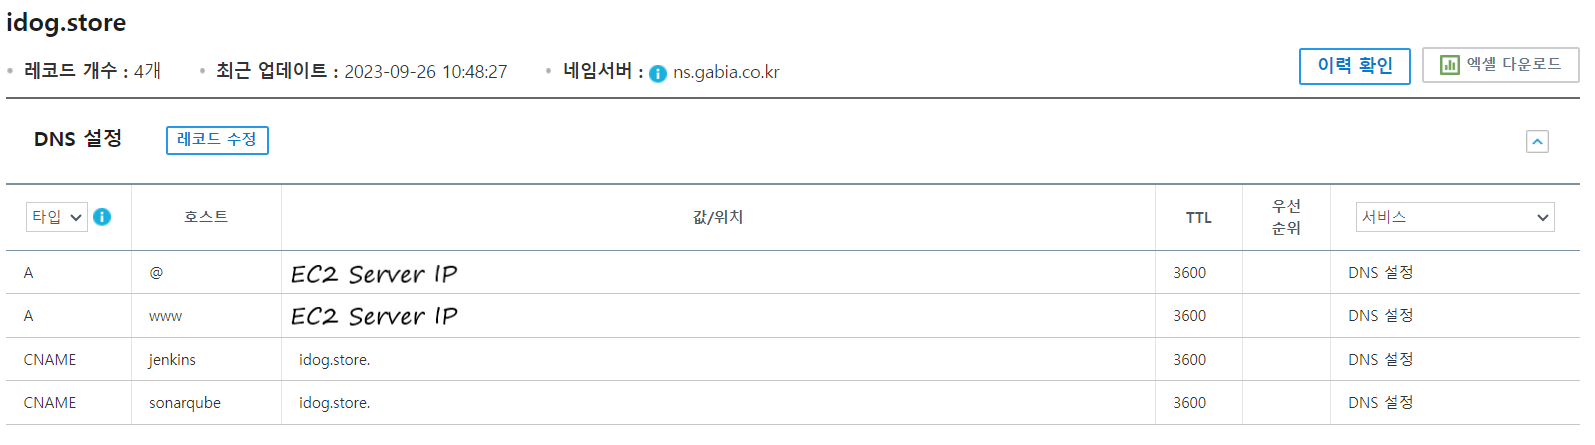 idog.store
레코드 개수 : 4개 최근 업데이트 : 2023-09-26 10:48:27 네임서버 : ns.gabia.co.kr 이력 확인 엑셀 다운로드
DNS 설정 레코드 수정
타입 호스트 값/위치 TTL 우선 순위 서비스
A @ EC2 Server IP 3600 DNS 설정
A www EC2 Server IP 3600 DNS 설정
CNAME jenkins idog.store. 3600 DNS 설정
CNAME sonarqube idog.store. 3600 DNS 설정